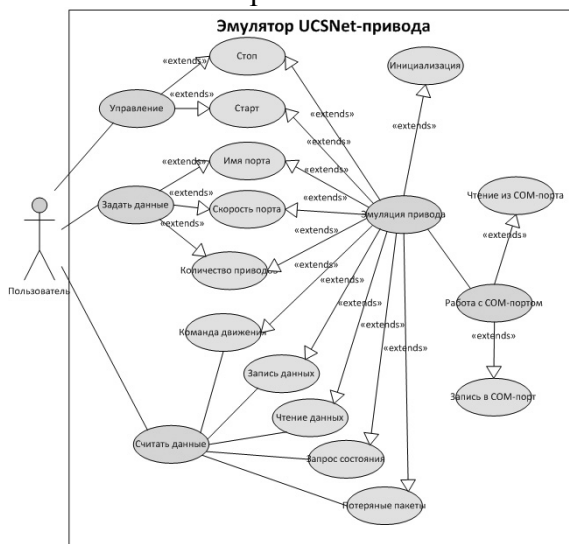 Эмулятор UCSNet-привода
Стоп
Инициализация
«extends»
Управление
«extends»
Старт
«extends»
«extends»
«extends»
Имя порта
«extends»
Чтение из COM-порта
Задать данные
«extends»
Скорость порта
«extends»
Эмуляция привода
«extends»
«extends»
«extends»
Количество приводов
«extends»
Пользователь
Работа с COM-портом
Команда движения
«extends»
«extends»
«extends»
Запись данных
«extends»
«extends»
Запись в COM-порт
Чтение данных
Считать данные
Запрос состояния
Потеряные пакеты